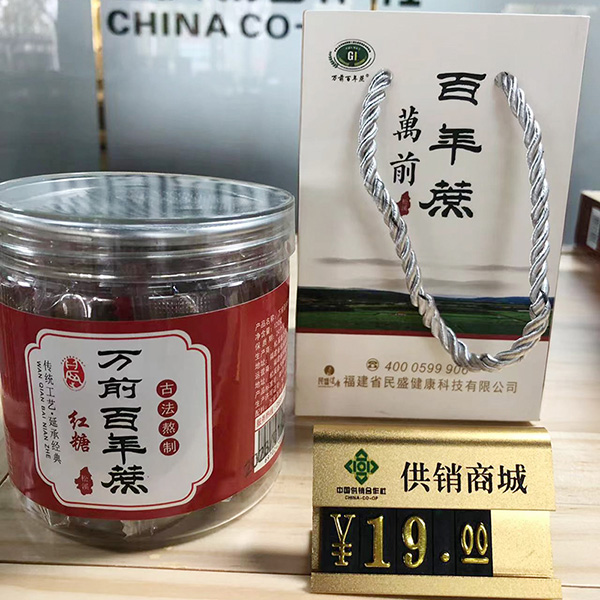 CHINA CO-OP
GI
万前百年蔗
百年蔗
萬前
400 0599 906
福建省民盛健康科技有限公司
万前百年蔗
红糖
古法熬制
传统工艺·延承经典
WAN QIAN BAI NIAN ZHE
中国供销合作社
CHINA-CO-OP
供销商城
¥19.00